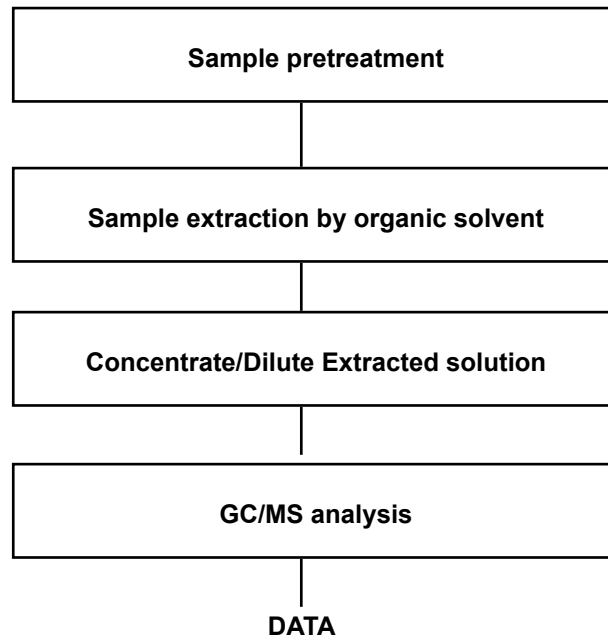 Sample pretreatment
Sample extraction by organic solvent
Concentrate/Dilute Extracted solution
GC/MS analysis
DATA